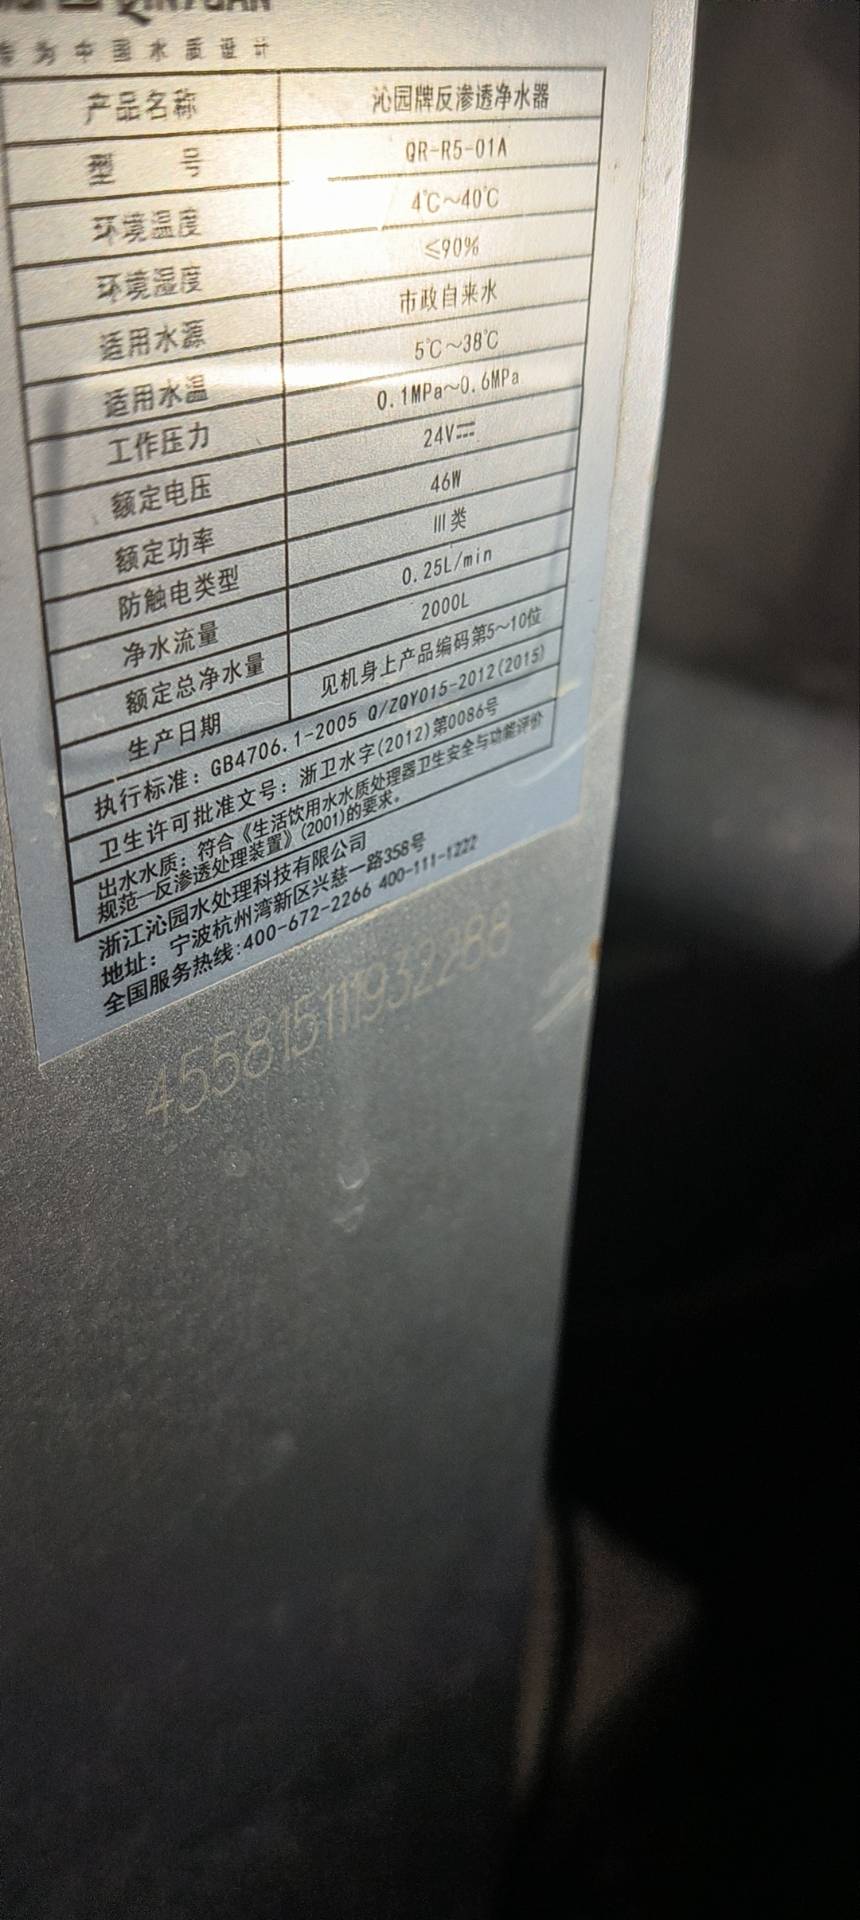 QINYUAN
专为中国水质设计
产品名称 沁园牌反渗透净水器
型 号 QR-R5-01A
环境温度 4℃~40℃
环境湿度 ≤90%
适用水源 市政自来水
适用水温 5℃~38℃
工作压力 0.1MPa~0.6MPa
额定电压 24V
额定功率 46W
防触电类型 III类
净水流量 0.25L/min
额定总净水量 2000L
生产日期 见机身上产品编码第5~10位
执行标准：GB4706.1-2005 Q/ZQY015-2012(2015)
卫生许可批准文号：浙卫水字(2012)第0086号
出水水质：符合《生活饮用水水质处理器卫生安全与功能评价
规范—反渗透处理装置》(2001)的要求。
浙江沁园水处理科技有限公司
地址：宁波杭州湾新区兴慈一路358号
全国服务热线:400-672-2266 400-111-1222
455815111932288